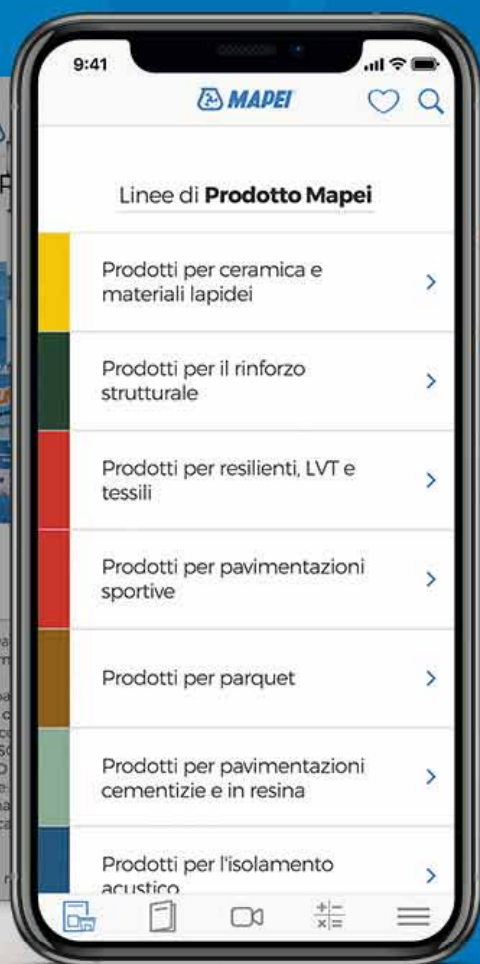 9:41
MAPEI
Linee di Prodotto Mapei
Prodotti per ceramica e
materiali lapidei
Prodotti per il rinforzo
strutturale
Prodotti per resilienti, LVT e
tessili
Prodotti per pavimentazioni
sportive
Prodotti per parquet
Prodotti per pavimentazioni
cementizie e in resina
Prodotti per l'isolamento
acustico